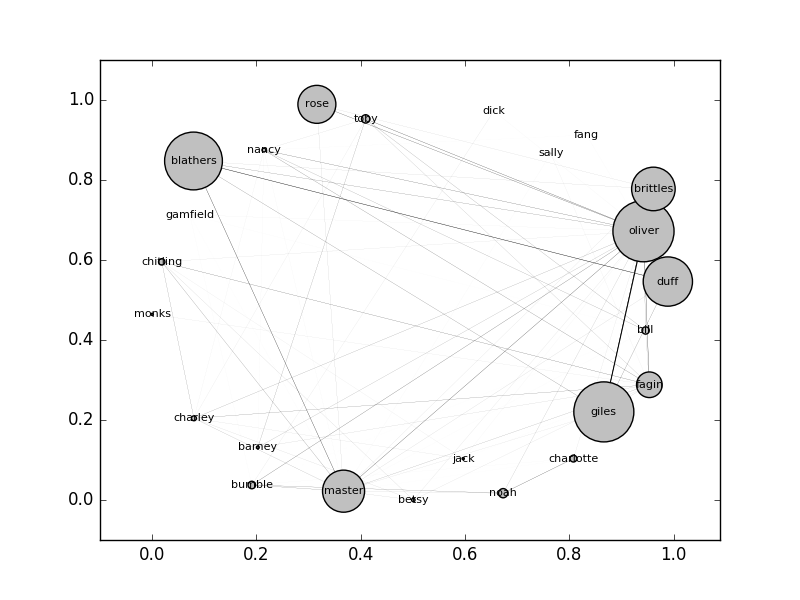 1.0
0.8
0.6
0.4
0.2
0.0
rose
toby
dick
fang
sally
nancy
blathers
brittles
gamfield
oliver
chitling
duff
monks
bill
fagin
charley
giles
barney
jack
charlotte
bumble
master
betsy
noah
0.0 0.2 0.4 0.6 0.8 1.0